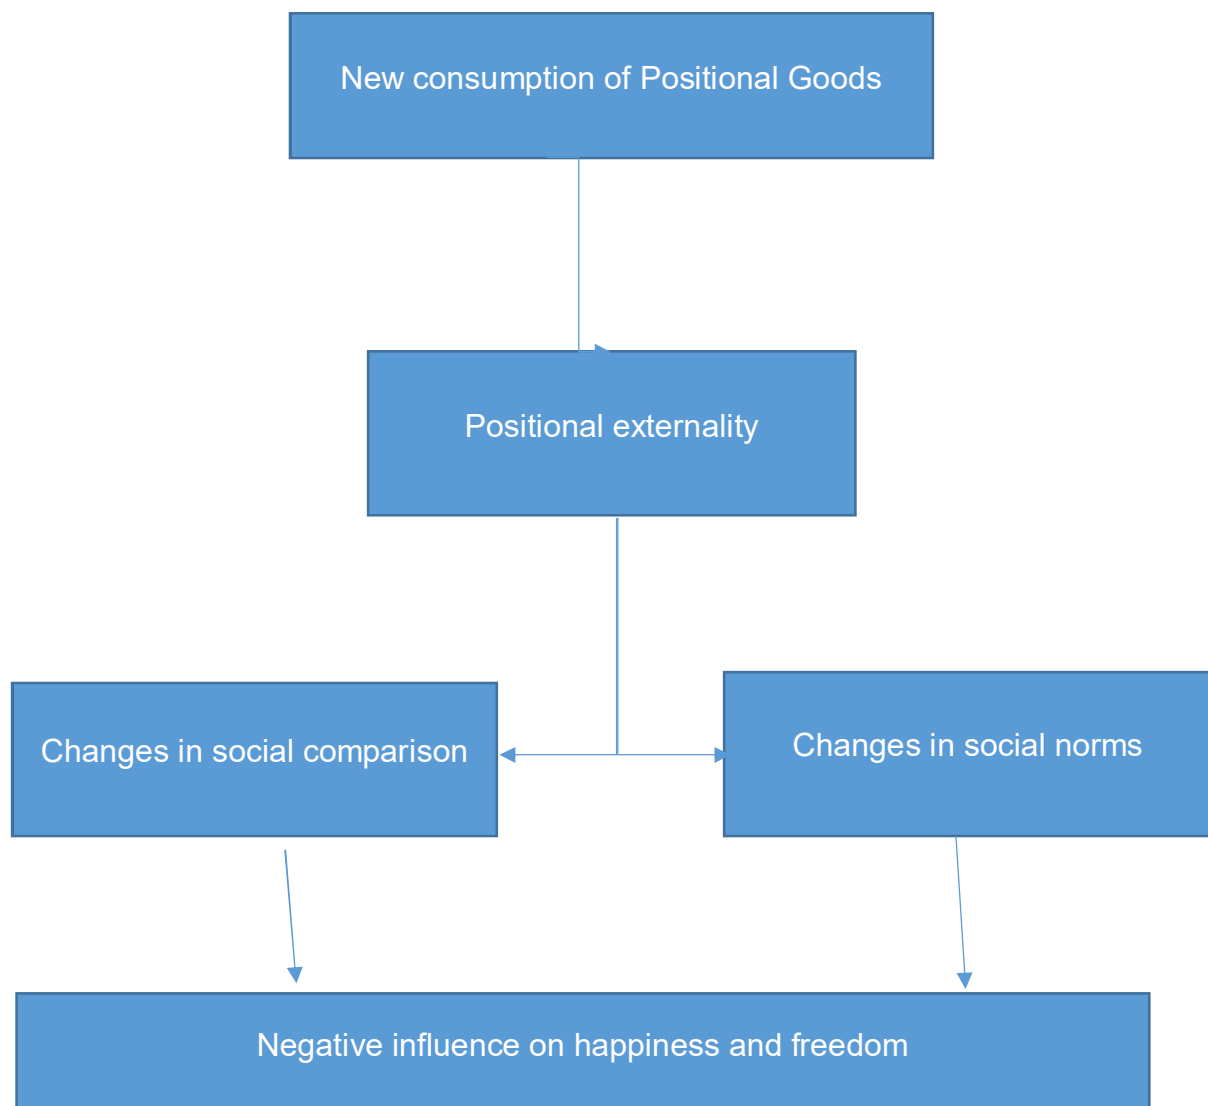 New consumption of Positional Goods
Positional externality
Changes in social comparison
Changes in social norms
Negative influence on happiness and freedom